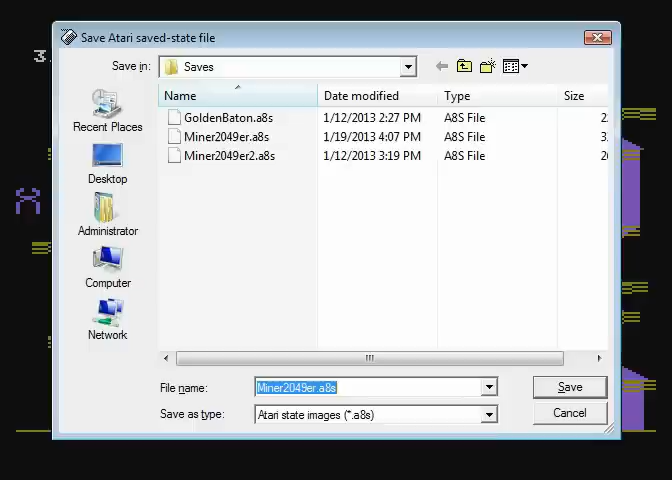 3.
Save Atari saved-state file
Save in: Saves
Name Date modified Type Size
GoldenBaton.a8s 1/12/2013 2:27 PM A8S File
Miner2049er.a8s 1/19/2013 4:07 PM A8S File
Miner2049er2.a8s 1/12/2013 3:19 PM A8S File
Recent Places
Desktop
Administrator
Computer
Network
File name: Miner2049er.a8s Save
Save as type: Atari state images (*.a8s) Cancel